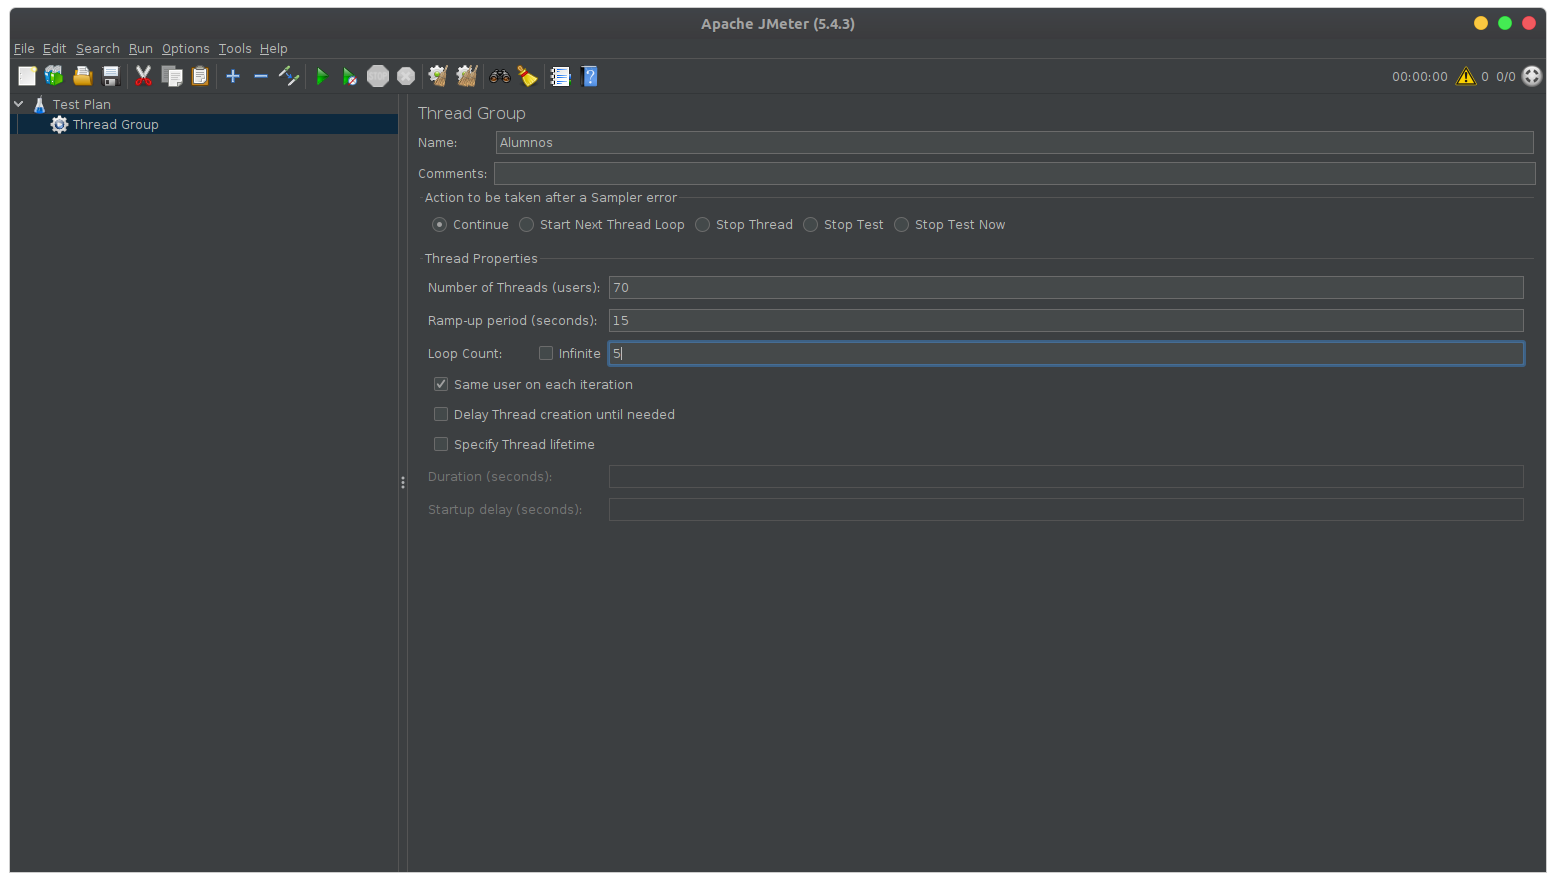 Apache JMeter (5.4.3)
File Edit Search Run Options Tools Help
STOP
00:00:00 0 0/0
Test Plan
Thread Group
Thread Group
Name: Alumnos
Comments:
Action to be taken after a Sampler error
Continue Start Next Thread Loop Stop Thread Stop Test Stop Test Now
Thread Properties
Number of Threads (users): 70
Ramp-up period (seconds): 15
Loop Count: Infinite 5
Same user on each iteration
Delay Thread creation until needed
Specify Thread lifetime
Duration (seconds):
Startup delay (seconds):